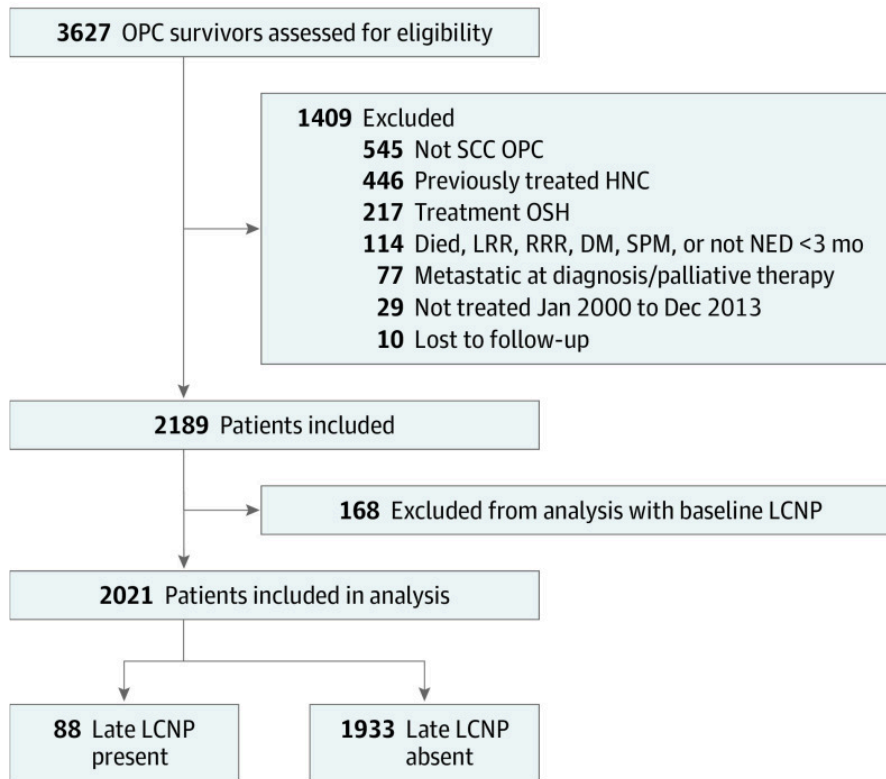 3627 OPC survivors assessed for eligibility
1409 Excluded
545 Not SCC OPC
446 Previously treated HNC
217 Treatment OSH
114 Died, LRR, RRR, DM, SPM, or not NED <3 mo
77 Metastatic at diagnosis/palliative therapy
29 Not treated Jan 2000 to Dec 2013
10 Lost to follow-up
2189 Patients included
168 Excluded from analysis with baseline LCNP
2021 Patients included in analysis
88 Late LCNP
present
1933 Late LCNP
absent